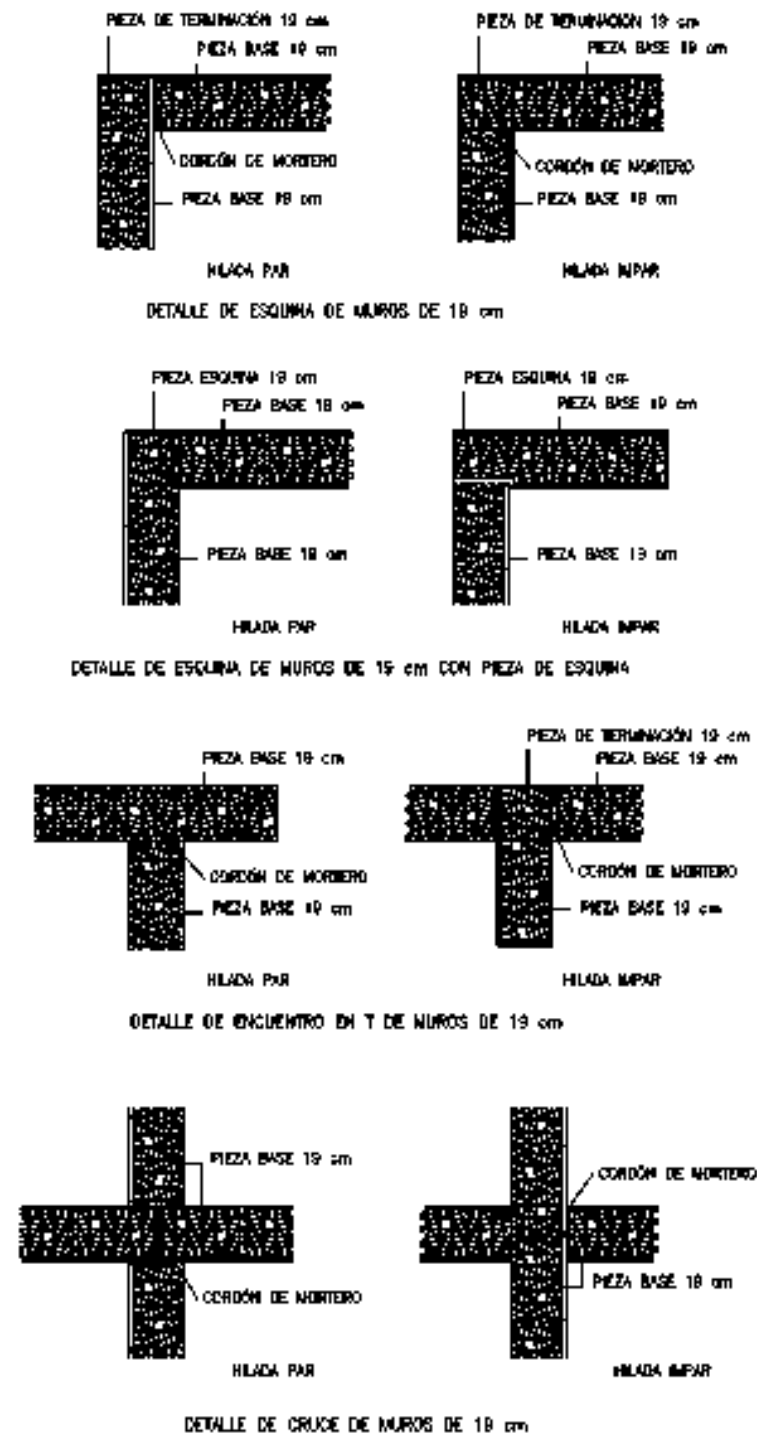 PIEZA DE TERMINACIÓN 19 cm
PIEZA BASE 19 cm
CORDÓN DE MORTERO
PIEZA BASE 19 cm
HILADA PAR
PIEZA DE TERMINACIÓN 19 cm
PIEZA BASE 19 cm
CORDÓN DE MORTERO
PIEZA BASE 19 cm
HILADA IMPAR
DETALLE DE ESQUINA DE MUROS DE 19 cm
PIEZA ESQUINA 19 cm
PIEZA BASE 19 cm
PIEZA BASE 19 cm
HILADA PAR
PIEZA ESQUINA 19 cm
PIEZA BASE 19 cm
PIEZA BASE 19 cm
HILADA IMPAR
DETALLE DE ESQUINA DE MUROS DE 19 cm CON PIEZA DE ESQUINA
PIEZA BASE 19 cm
CORDÓN DE MORTERO
PIEZA BASE 19 cm
HILADA PAR
PIEZA DE TERMINACIÓN 19 cm
PIEZA BASE 19 cm
CORDÓN DE MORTERO
PIEZA BASE 19 cm
HILADA IMPAR
DETALLE DE ENCUENTRO EN T DE MUROS DE 19 cm
PIEZA BASE 19 cm
CORDÓN DE MORTERO
HILADA PAR
CORDÓN DE MORTERO
PIEZA BASE 19 cm
HILADA IMPAR
DETALLE DE CRUCE DE MUROS DE 19 cm